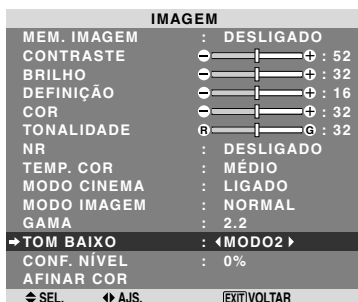 IMAGEM
MEM. IMAGEM : DESLIGADO
CONTRASTE : 52
BRILHO : 32
DEFINIÇÃO : 16
COR : 32
TONALIDADE R G : 32
NR : DESLIGADO
TEMP. COR : MÉDIO
MODO CINEMA : LIGADO
MODO IMAGEM : NORMAL
GAMA : 2.2
TOM BAIXO : MODO2
CONF. NÍVEL : 0%
AFINAR COR
SEL. AJS. EXIT VOLTAR